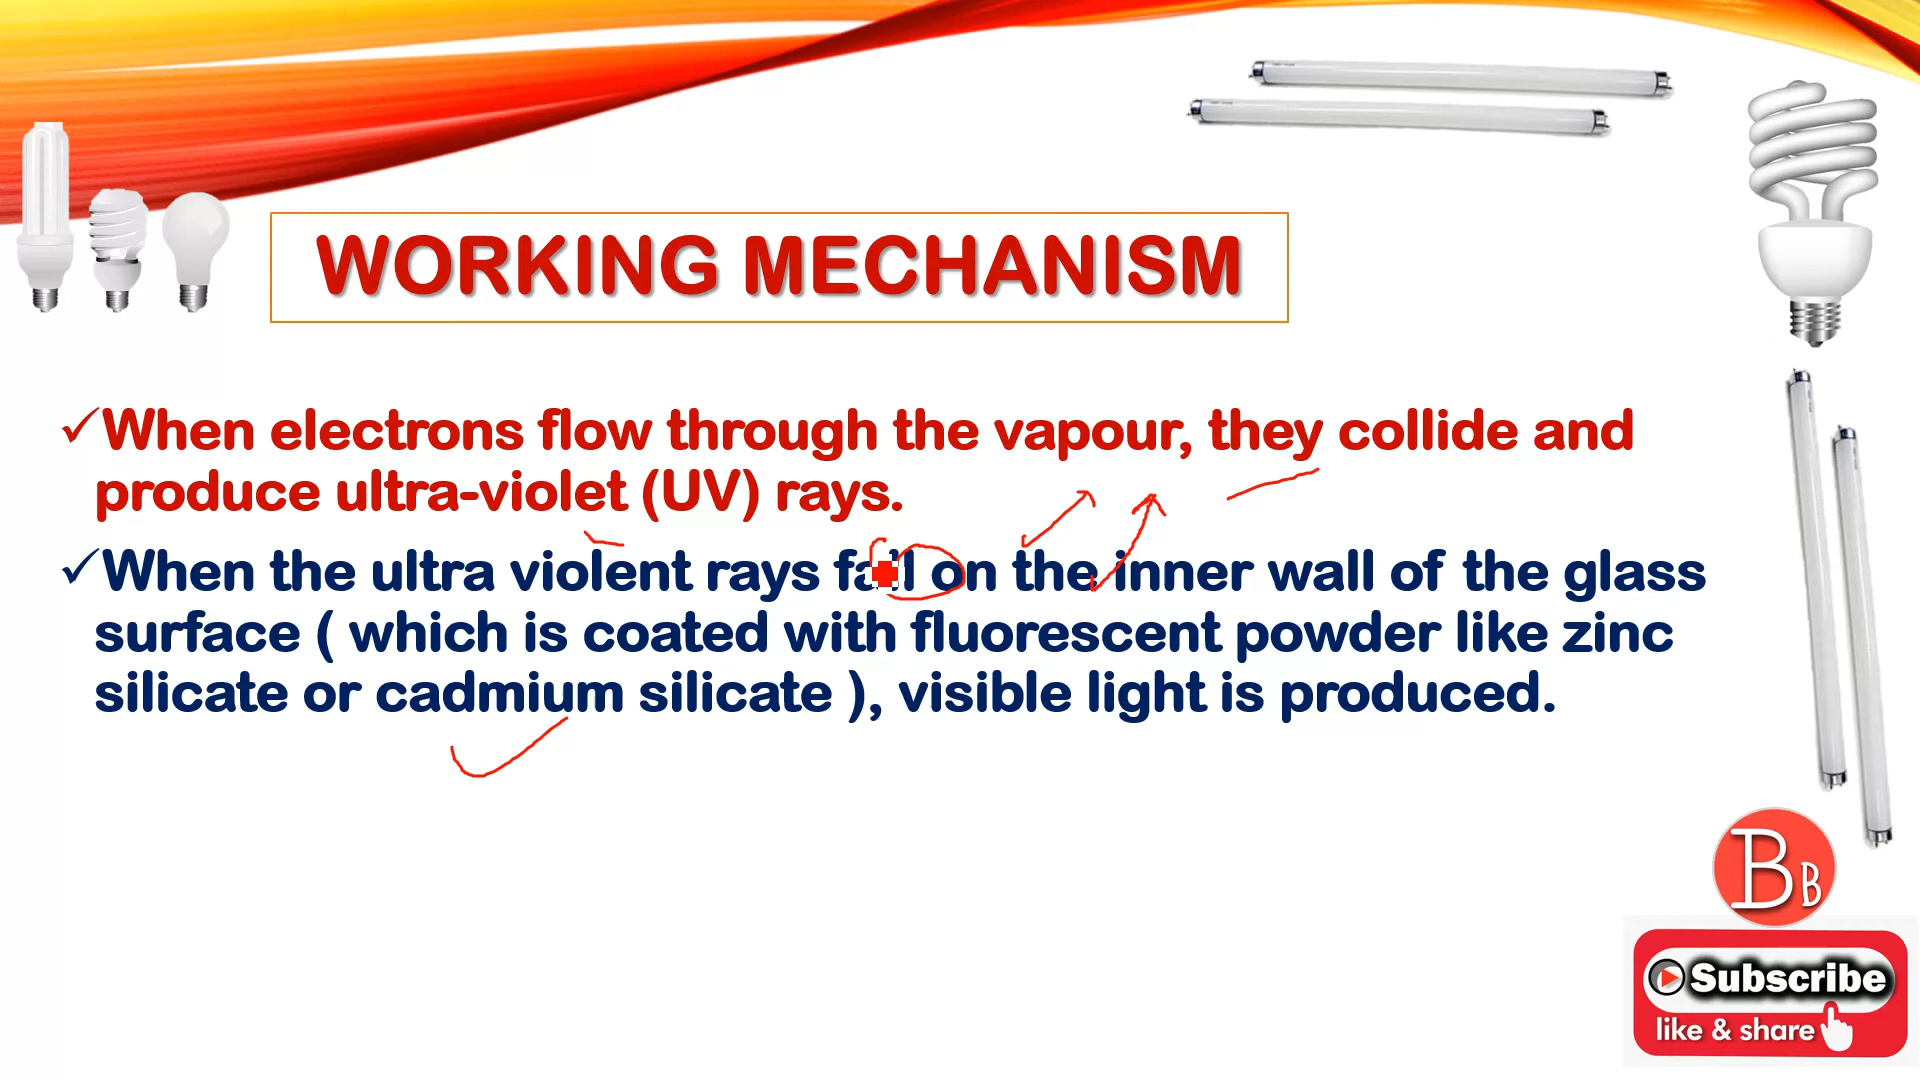 WORKING MECHANISM
✓When electrons flow through the vapour, they collide and
produce ultra-violet (UV) rays.
✓When the ultra violent rays fall on the inner wall of the glass
surface ( which is coated with fluorescent powder like zinc
silicate or cadmium silicate ), visible light is produced.
BB
Subscribe
like & share